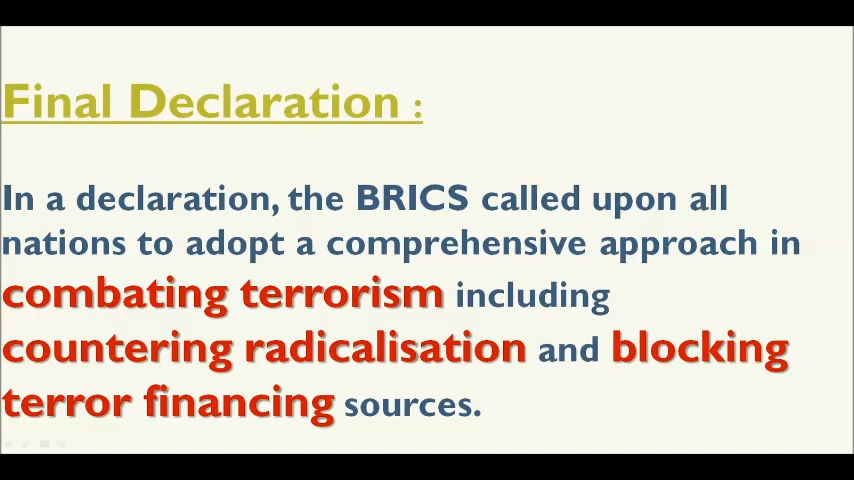 Final Declaration :
In a declaration, the BRICS called upon all
nations to adopt a comprehensive approach in
combating terrorism including
countering radicalisation and blocking
terror financing sources.